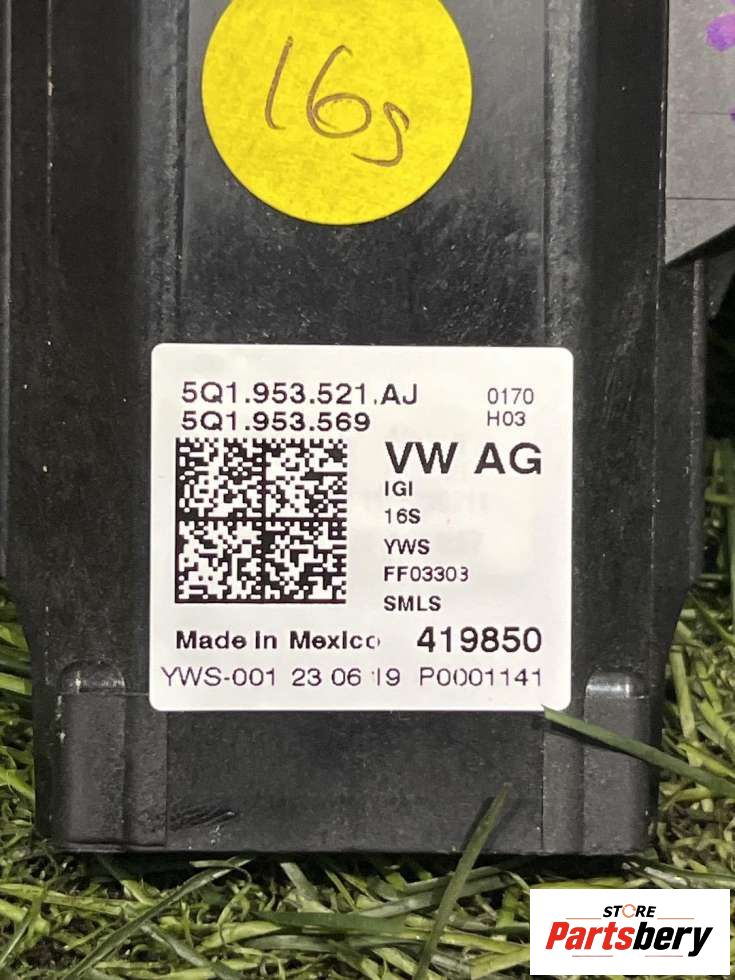 16s
5Q1.953.521.AJ 0170
5Q1.953.569 H03
VW AG
IGI
16S
YWS
FF03303
SMLS
Made in Mexico 419850
YWS-001 23 06 19 P0001141
STORE
Partsbery